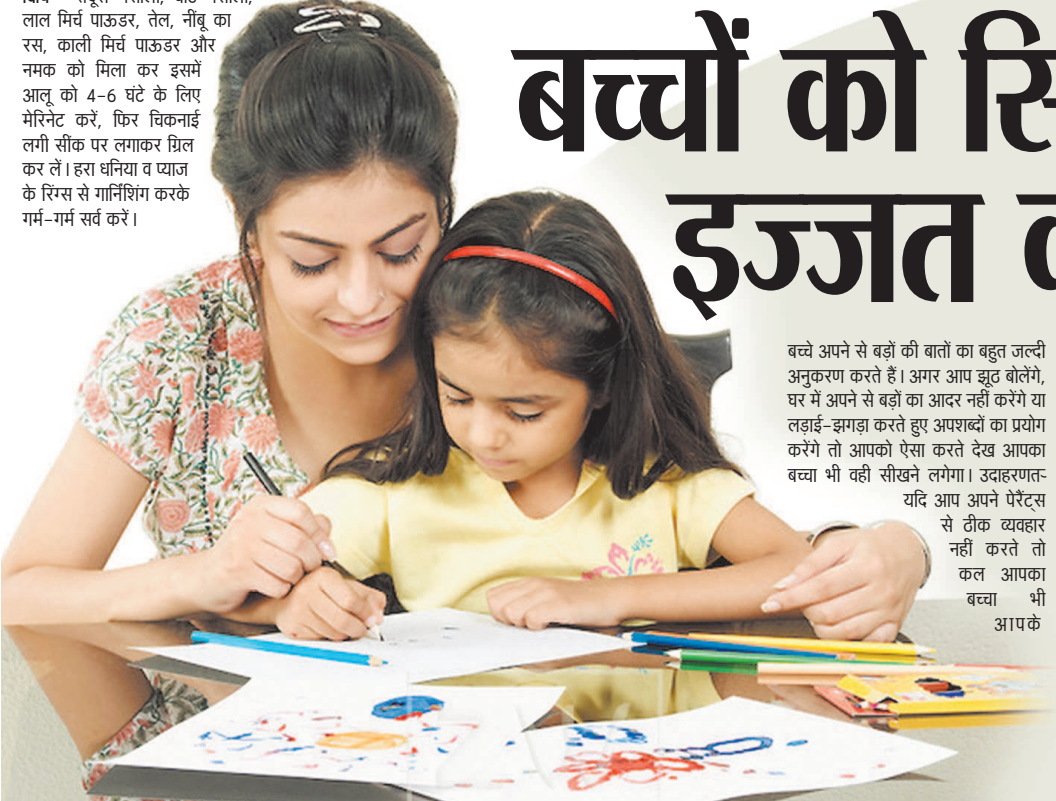 लाल मिर्च पाऊडर, तेल, नींबू का
रस, काली मिर्च पाऊडर और
नमक को मिला कर इसमें
आलू को 4-6 घंटे के लिए
मेरिनेट करें, फिर चिकनाई
लगी सींक पर लगाकर ग्रिल
कर लें। हरा धनिया व प्याज
के रिंग्स से गार्निंशिंग करके
गर्म-गर्म सर्व करें।
बच्चों को सि
इज्जत
बच्चे अपने से बड़ों की बातों का बहुत जल्दी
अनुकरण करते हैं। अगर आप झूठ बोलेंगे,
घर में अपने से बड़ों का आदर नहीं करेंगे या
लड़ाई-झगड़ा करते हुए अपशब्दों का प्रयोग
करेंगे तो आपको ऐसा करते देख आपका
बच्चा भी वही सीखने लगेगा। उदाहरणतः
यदि आप अपने पेरैंट्स
से ठीक व्यवहार
नहीं करते तो
कल आपका
बच्चा भी
आपके